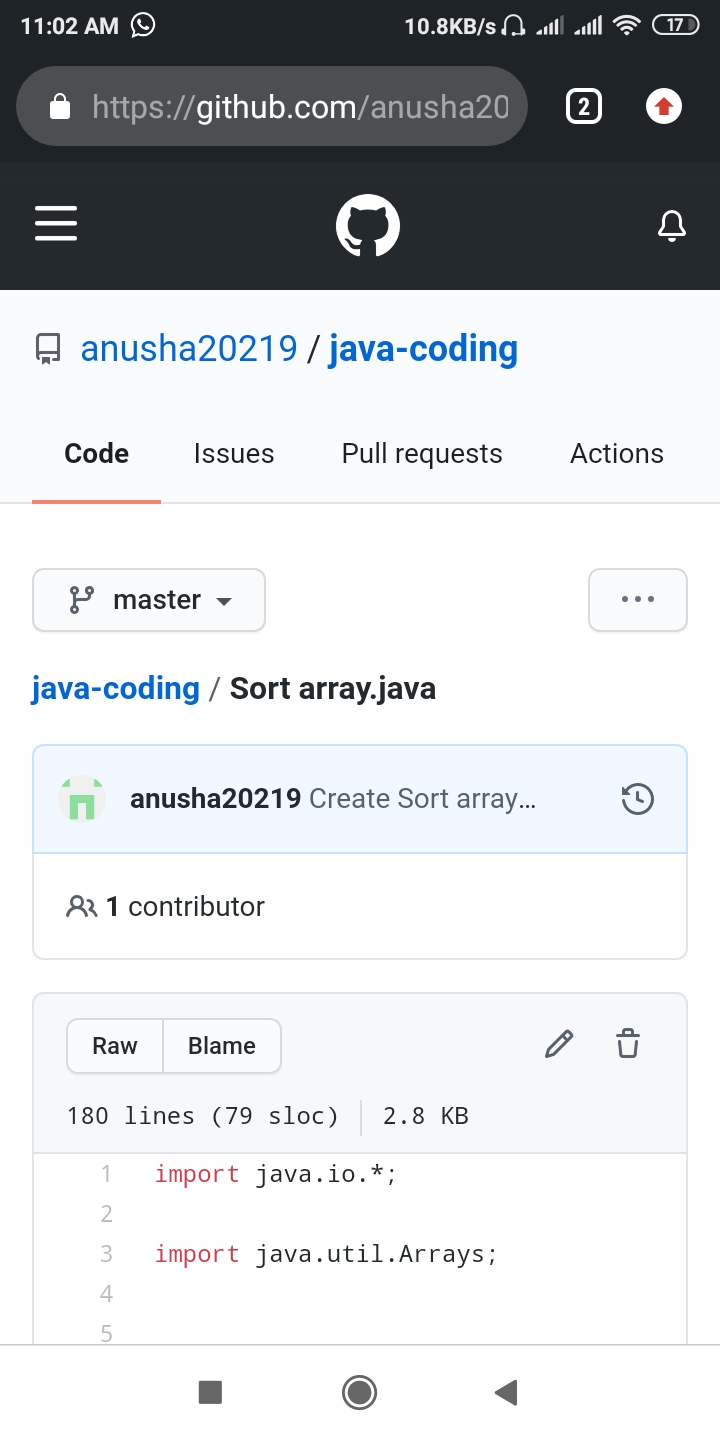 11:02 AM 10.8KB/s 17
https://github.com/anusha20 2
anusha20219 / java-coding
Code Issues Pull requests Actions
master
java-coding / Sort array.java
anusha20219 Create Sort array...
1 contributor
Raw Blame
180 lines (79 sloc) 2.8 KB
1 import java.io.*;
2
3 import java.util.Arrays;
4
5